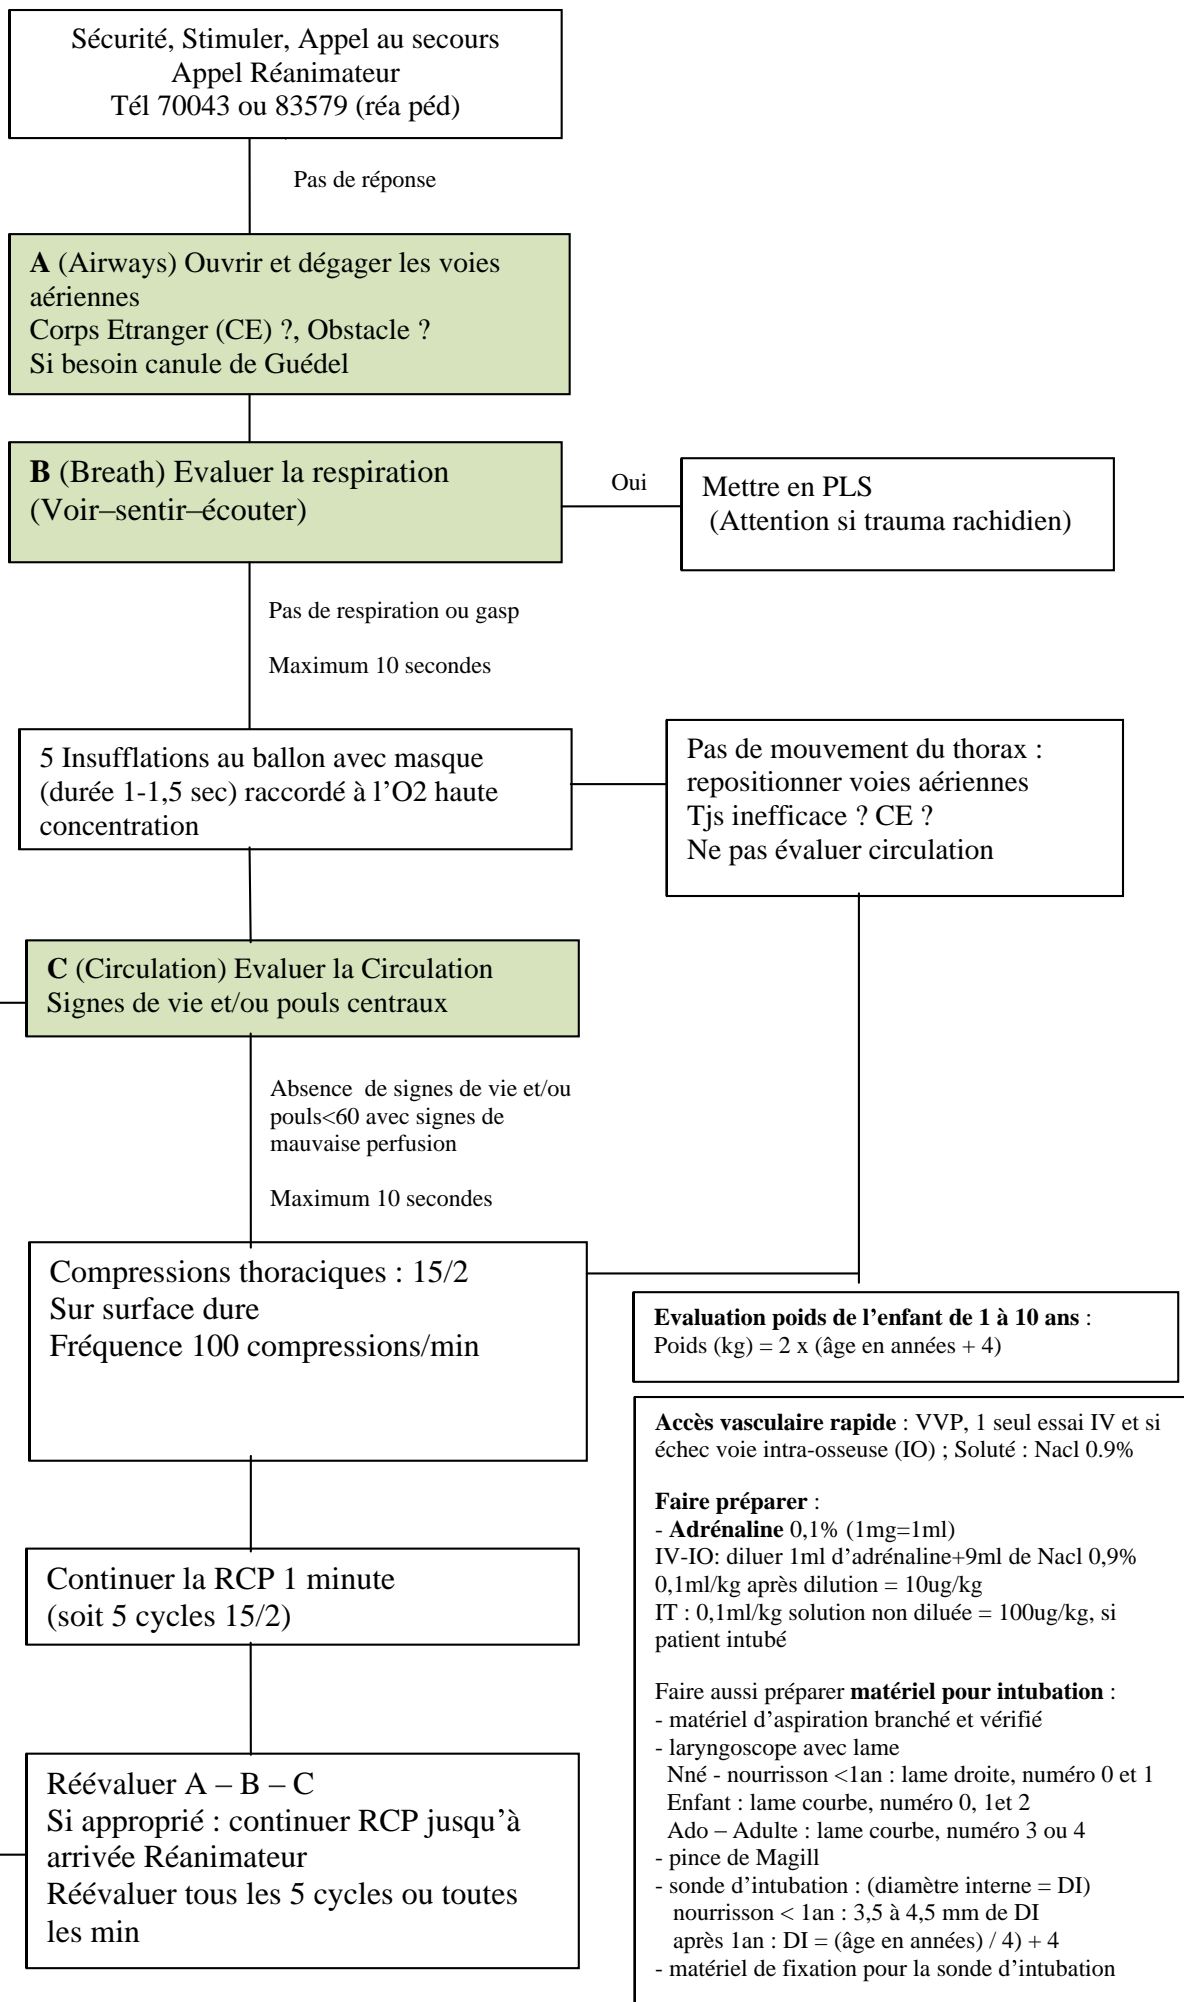 Sécurité, Stimuler, Appel au secours
Appel Réanimateur
Tél 70043 ou 83579 (réa péd)
Pas de réponse
A (Airways) Ouvrir et dégager les voies
aériennes
Corps Etranger (CE) ?, Obstacle ?
Si besoin canule de Guédel
B (Breath) Evaluer la respiration
(Voir–sentir–écouter)
Oui
Mettre en PLS
(Attention si trauma rachidien)
Pas de respiration ou gasp
Maximum 10 secondes
5 Insufflations au ballon avec masque
(durée 1-1,5 sec) raccordé à l’O2 haute
concentration
Pas de mouvement du thorax :
repositionner voies aériennes
Tjs inefficace ? CE ?
Ne pas évaluer circulation
C (Circulation) Evaluer la Circulation
Signes de vie et/ou pouls centraux
Absence de signes de vie et/ou
pouls<60 avec signes de
mauvaise perfusion
Maximum 10 secondes
Compressions thoraciques : 15/2
Sur surface dure
Fréquence 100 compressions/min
Continuer la RCP 1 minute
(soit 5 cycles 15/2)
Réévaluer A – B – C
Si approprié : continuer RCP jusqu’à
arrivée Réanimateur
Réévaluer tous les 5 cycles ou toutes
les min
Evaluation poids de l’enfant de 1 à 10 ans :
Poids (kg) = 2 x (âge en années + 4)
Accès vasculaire rapide : VVP, 1 seul essai IV et si
échec voie intra-osseuse (IO) ; Soluté : Nacl 0.9%
Faire préparer :
- Adrénaline 0,1% (1mg=1ml)
IV-IO: diluer 1ml d’adrénaline+9ml de Nacl 0,9%
0,1ml/kg après dilution = 10ug/kg
IT : 0,1ml/kg solution non diluée = 100ug/kg, si
patient intubé
Faire aussi préparer matériel pour intubation :
- matériel d’aspiration branché et vérifié
- laryngoscope avec lame
Nné - nourrisson <1an : lame droite, numéro 0 et 1
Enfant : lame courbe, numéro 0, 1et 2
Ado – Adulte : lame courbe, numéro 3 ou 4
- pince de Magill
- sonde d’intubation : (diamètre interne = DI)
nourrisson < 1an : 3,5 à 4,5 mm de DI
après 1an : DI = (âge en années) / 4) + 4
- matériel de fixation pour la sonde d’intubation